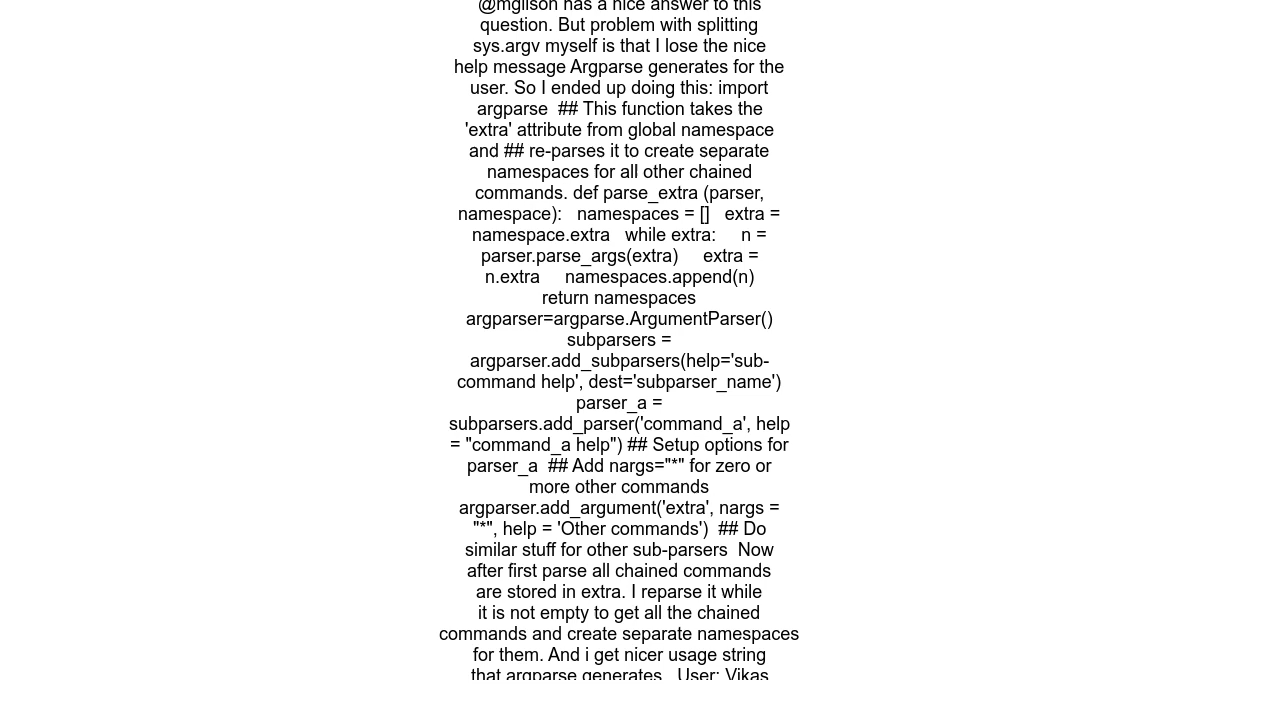 @mgilson has a nice answer to this
question. But problem with splitting
sys.argv myself is that I lose the nice
help message Argparse generates for the
user. So I ended up doing this: import
argparse  ## This function takes the
'extra' attribute from global namespace
and ## re-parses it to create separate
namespaces for all other chained
commands. def parse_extra (parser,
namespace):   namespaces = []   extra =
namespace.extra   while extra:     n =
parser.parse_args(extra)     extra =
n.extra     namespaces.append(n)
return namespaces
argparser=argparse.ArgumentParser()
subparsers =
argparser.add_subparsers(help='sub-
command help', dest='subparser_name')
parser_a =
subparsers.add_parser('command_a', help
= "command_a help") ## Setup options for
parser_a  ## Add nargs="*" for zero or
more other commands
argparser.add_argument('extra', nargs =
"*", help = 'Other commands')  ## Do
similar stuff for other sub-parsers  Now
after first parse all chained commands
are stored in extra. I reparse it while
it is not empty to get all the chained
commands and create separate namespaces
for them. And i get nicer usage string
that argparse generates.  User: Vikas